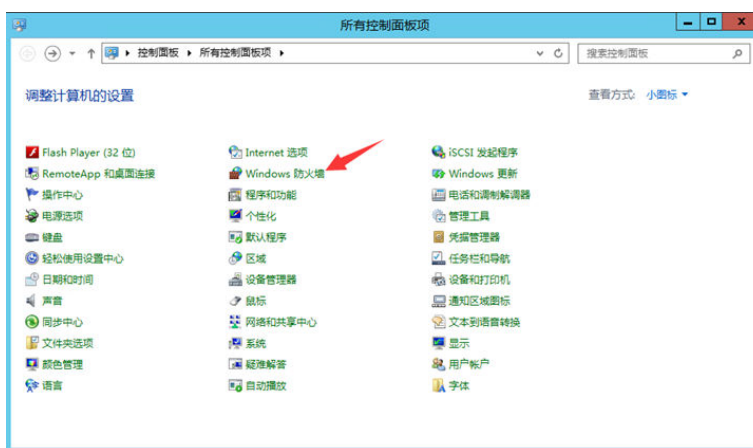 所有控制面板项
控制面板 所有控制面板项
搜索控制面板
调整计算机的设置
查看方式: 小图标
Flash Player (32 位) Internet 选项 iSCSI 发起程序
RemoteApp 和桌面连接 Windows 防火墙 Windows 更新
操作中心 程序和功能 电话和调制解调器
电源选项 个性化 管理工具
键盘 默认程序 凭据管理器
轻松使用设置中心 区域 任务栏和导航
日期和时间 设备管理器 设备和打印机
声音 鼠标 通知区域图标
同步中心 网络和共享中心 文本到语音转换
文件夹选项 系统 显示
颜色管理 疑难解答 用户帐户
语言 自动播放 字体